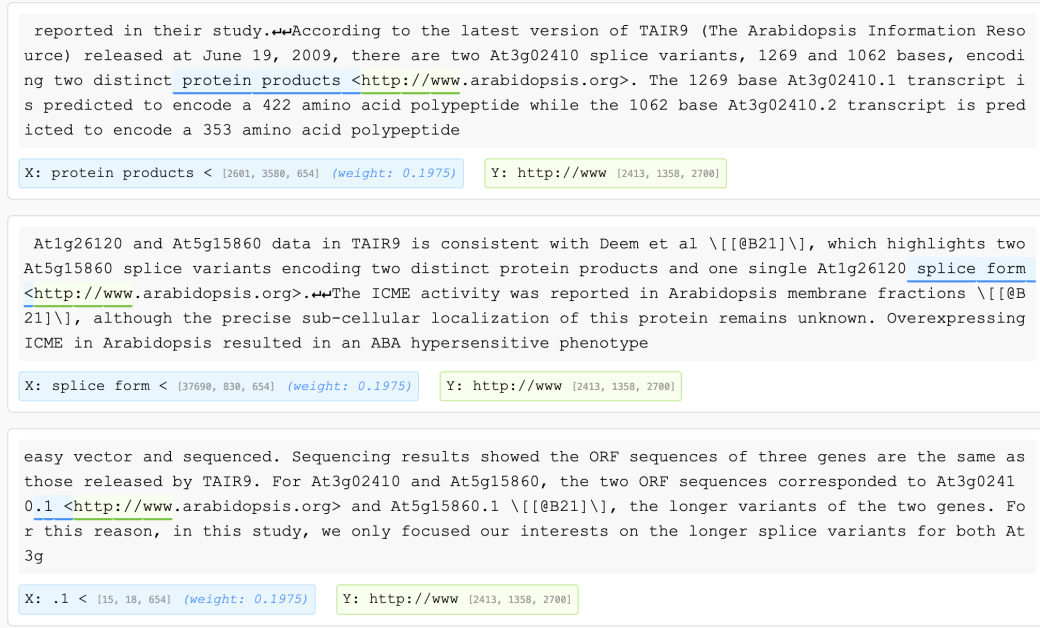 reported in their study.↵↵According to the latest version of TAIR9 (The Arabidopsis Information Reso
urce) released at June 19, 2009, there are two At3g02410 splice variants, 1269 and 1062 bases, encodi
ng two distinct protein products <http://www.arabidopsis.org>. The 1269 base At3g02410.1 transcript i
s predicted to encode a 422 amino acid polypeptide while the 1062 base At3g02410.2 transcript is pred
icted to encode a 353 amino acid polypeptide
X: protein products < [2601, 3580, 654] (weight: 0.1975) Y: http://www [2413, 1358, 2700]
At1g26120 and At5g15860 data in TAIR9 is consistent with Deem et al \[[@B21]\], which highlights two
At5g15860 splice variants encoding two distinct protein products and one single At1g26120 splice form
<http://www.arabidopsis.org>.↵↵The ICME activity was reported in Arabidopsis membrane fractions \[[@B
21]\], although the precise sub-cellular localization of this protein remains unknown. Overexpressing
ICME in Arabidopsis resulted in an ABA hypersensitive phenotype
X: splice form < [37690, 830, 654] (weight: 0.1975) Y: http://www [2413, 1358, 2700]
easy vector and sequenced. Sequencing results showed the ORF sequences of three genes are the same as
those released by TAIR9. For At3g02410 and At5g15860, the two ORF sequences corresponded to At3g0241
0.1 <http://www.arabidopsis.org> and At5g15860.1 \[[@B21]\], the longer variants of the two genes. Fo
r this reason, in this study, we only focused our interests on the longer splice variants for both At
3g
X: .1 < [15, 18, 654] (weight: 0.1975) Y: http://www [2413, 1358, 2700]